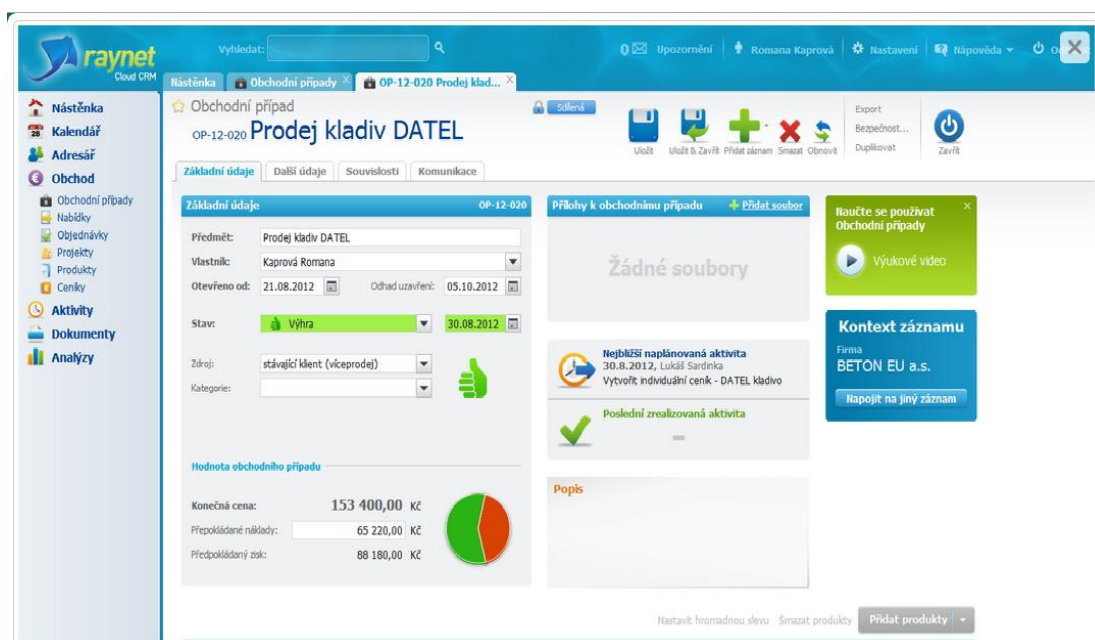 raynet
Cloud CRM
Vyhledat:
0 Upozornění Romana Kaprová Nastavení Nápověda
Nástěnka Obchodní případy OP-12-020 Prodej klad...
Nástěnka
Kalendář
28
Adresář
Obchod
Obchodní případy
Nabídky
Objednávky
Projekty
Produkty
Ceníky
Aktivity
Dokumenty
Analýzy
Obchodní případ
OP-12-020 Prodej kladiv DATEL
Sdílená
Uložit Uložit & Zavřít Přidat záznam Smazat Obnovit
Export
Bezpečnost...
Duplikovat
Zavřít
Základní údaje Další údaje Souvislosti Komunikace
Základní údaje OP-12-020
Předmět: Prodej kladiv DATEL
Vlastník: Kaprová Romana
Otevřeno od: 21.08.2012 Odhad uzavření: 05.10.2012
Stav: Výhra 30.08.2012
Zdroj: stávající klient (víceprodej)
Kategorie:
Hodnota obchodního případu
Konečná cena: 153 400,00 Kč
Přepokládané náklady: 65 220,00 Kč
Předpokládaný zisk: 88 180,00 Kč
Přílohy k obchodnímu případu Přidat soubor
Žádné soubory
Nejbližší naplánovaná aktivita
30.8.2012, Lukáš Sardinka
Vytvořit individuální ceník - DATEL kladivo
Poslední zrealizovaná aktivita
Popis
Naučte se používat
Obchodní případy
Výukové video
Kontext záznamu
Firma
BETON EU a.s.
Napojit na jiný záznam
Nastavit hromadnou slevu Smazat produkty Přidat produkty